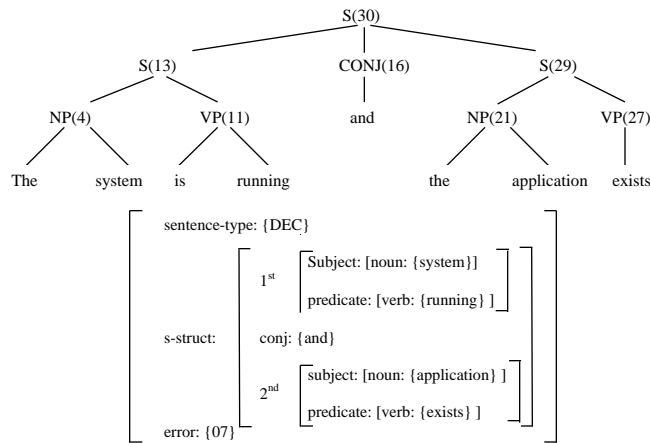 S(30)
S(13) CONJ(16) S(29)
NP(4) VP(11) and NP(21) VP(27)
The system is running the application exists
sentence-type: {DEC}
Subject: [noun: {system}]
1st
predicate: [verb: {running} ]
s-struct: conj: {and}
subject: [noun: {application} ]
2nd
predicate: [verb: {exists} ]
error: {07}